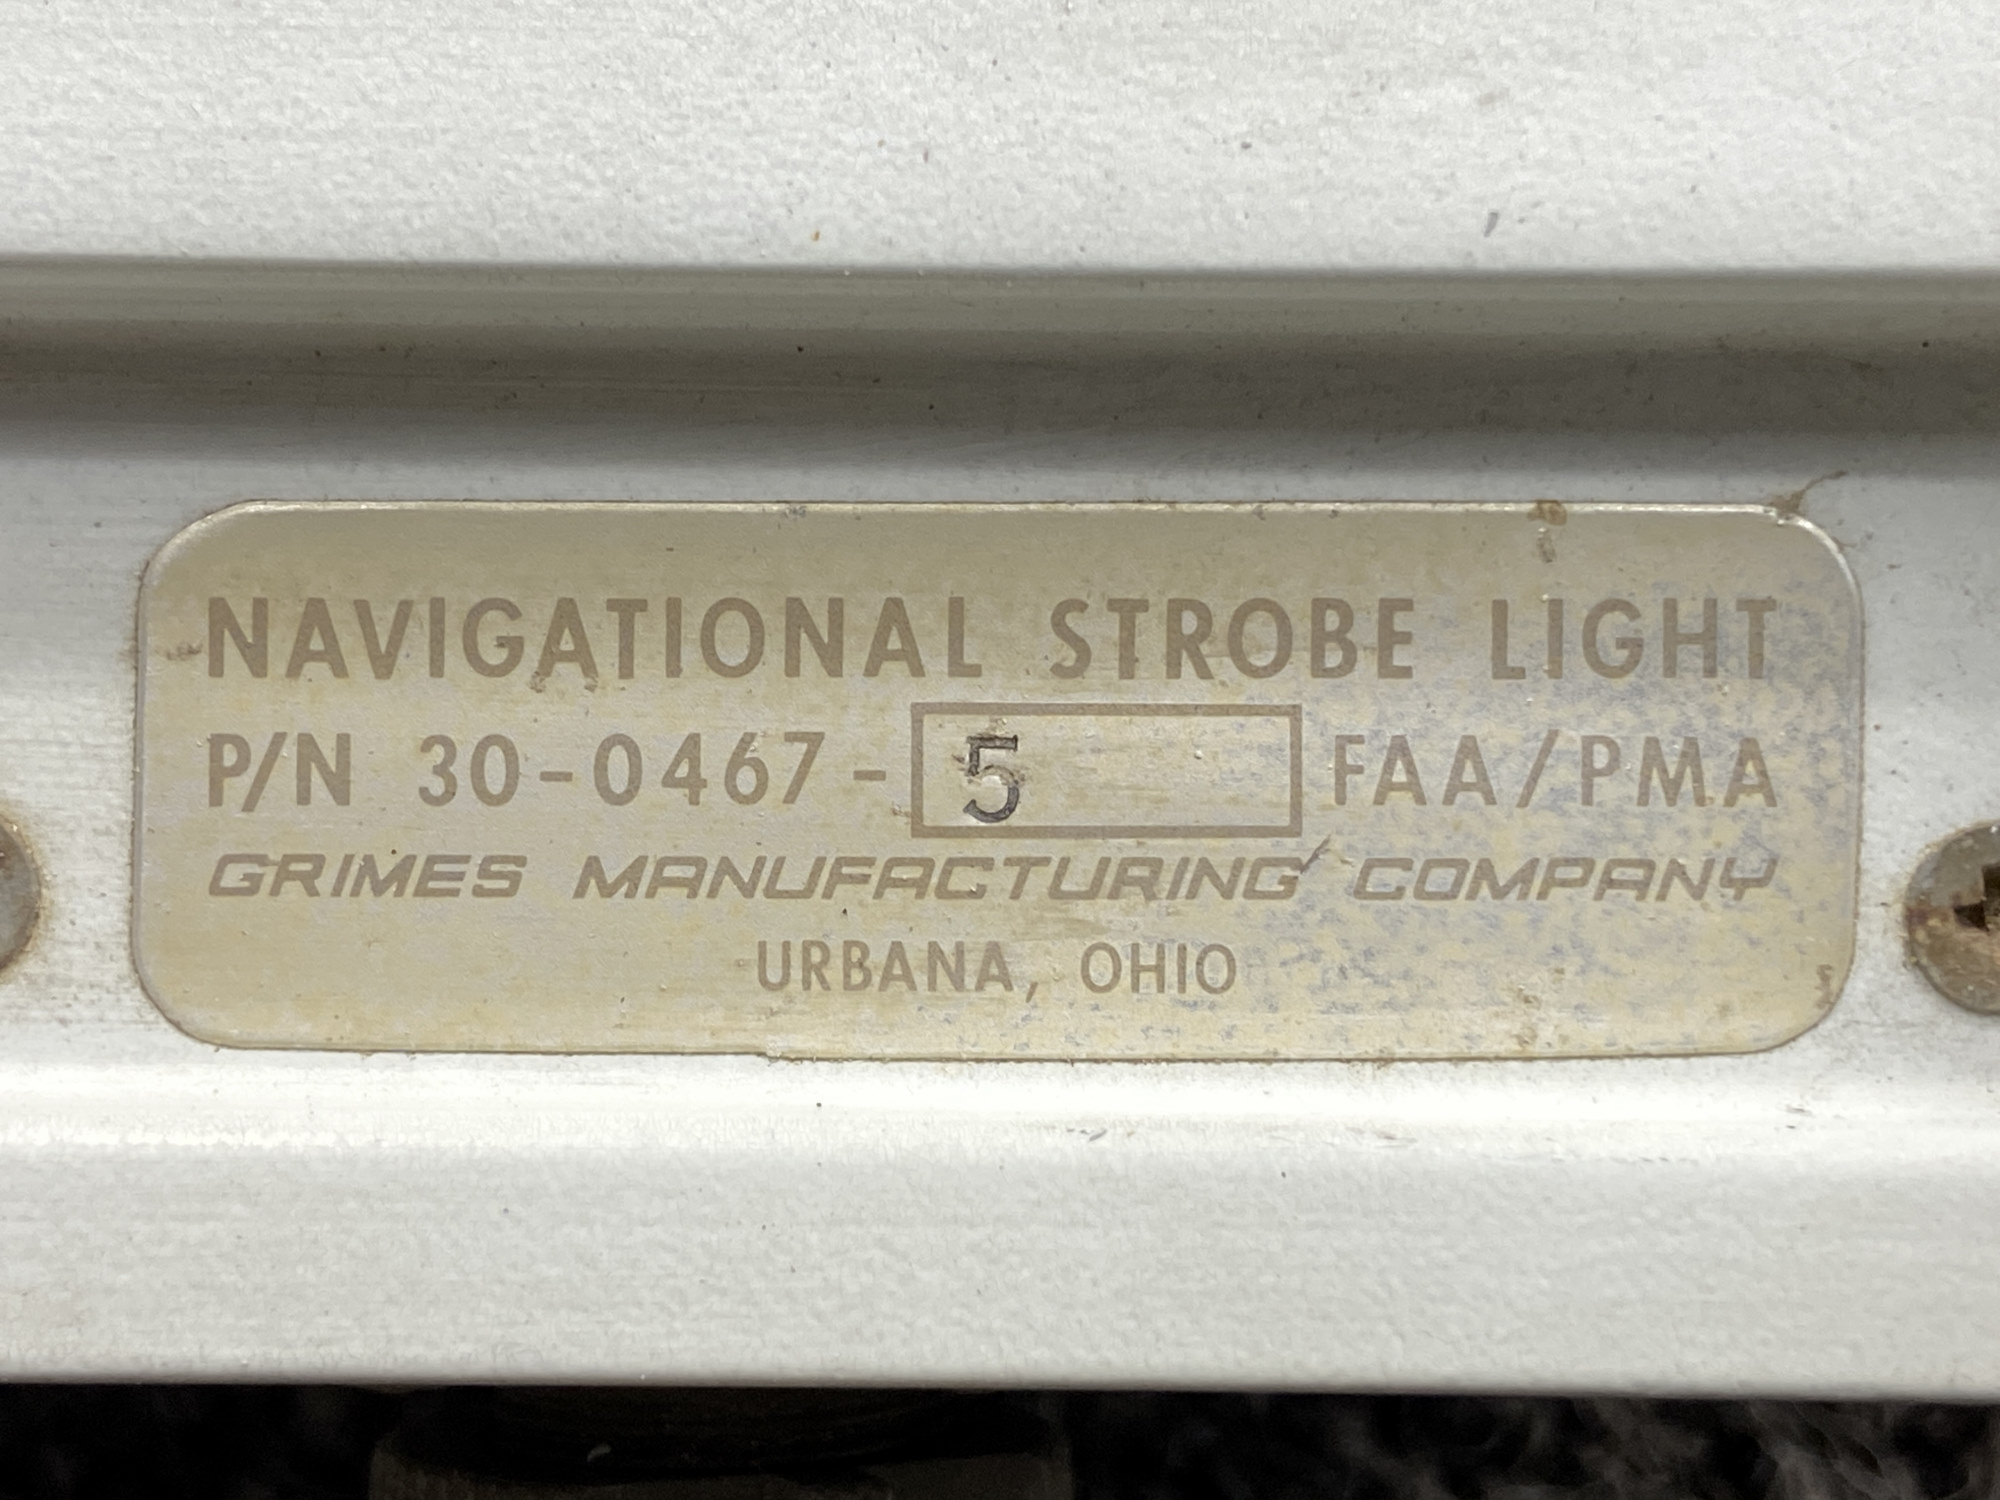 NAVIGATIONAL STROBE LIGHT
P/N 30-0467-5 FAA/PMA
GRIMES MANUFACTURING COMPANY
URBANA, OHIO